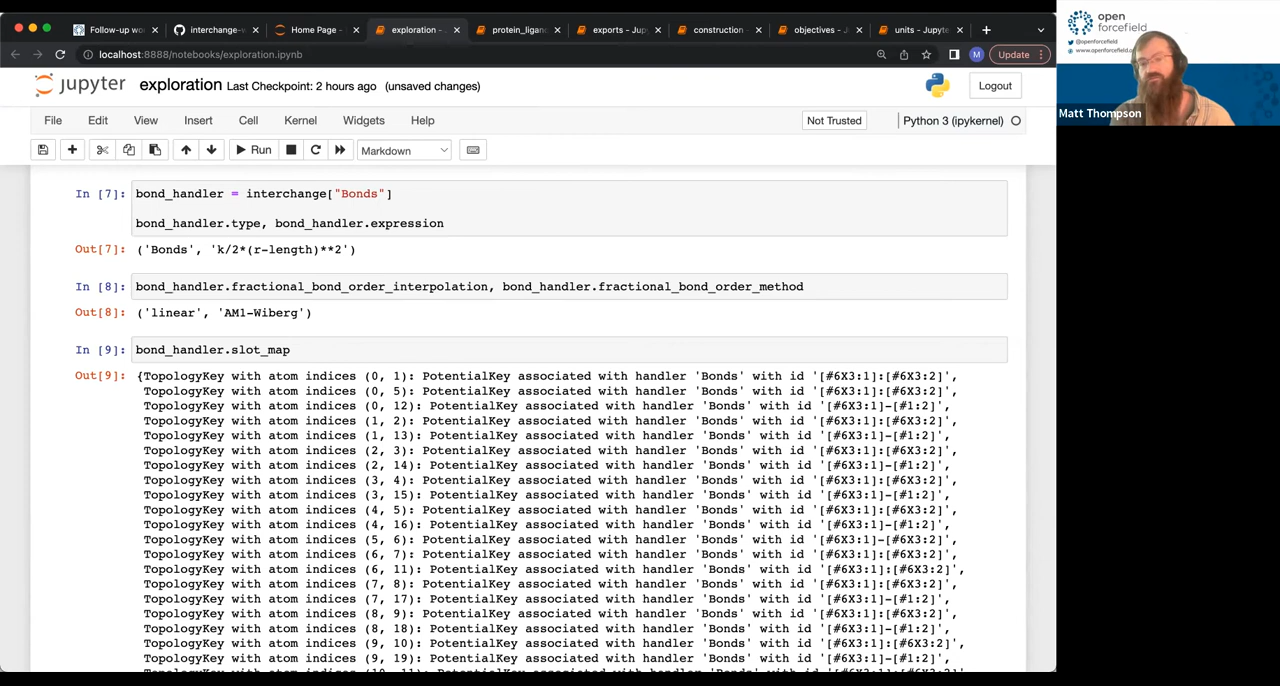 Follow-up wo
interchange-
Home Page -
exploration -
protein_ligand
exports - Jup
construction -
objectives - Ju
units - Jupyte
localhost:8888/notebooks/exploration.ipynb
M
Update
open
forcefield
@openforcefield
Matt Thompson
jupyter
exploration Last Checkpoint: 2 hours ago (unsaved changes)
Logout
File Edit View Insert Cell Kernel Widgets Help
Not Trusted
Python 3 (ipykernel)
Run
Markdown
In [7]: bond_handler = interchange["Bonds"]
bond_handler.type, bond_handler.expression
Out[7]: ('Bonds', 'k/2*(r-length)**2')
In [8]: bond_handler.fractional_bond_order_interpolation, bond_handler.fractional_bond_order_method
Out[8]: ('linear', 'AM1-Wiberg')
In [9]: bond_handler.slot_map
Out[9]: {TopologyKey with atom indices (0, 1): PotentialKey associated with handler 'Bonds' with id '[#6X3:1]:[#6X3:2]',
TopologyKey with atom indices (0, 5): PotentialKey associated with handler 'Bonds' with id '[#6X3:1]:[#6X3:2]',
TopologyKey with atom indices (0, 12): PotentialKey associated with handler 'Bonds' with id '[#6X3:1]-[#1:2]',
TopologyKey with atom indices (1, 2): PotentialKey associated with handler 'Bonds' with id '[#6X3:1]:[#6X3:2]',
TopologyKey with atom indices (1, 13): PotentialKey associated with handler 'Bonds' with id '[#6X3:1]-[#1:2]',
TopologyKey with atom indices (2, 3): PotentialKey associated with handler 'Bonds' with id '[#6X3:1]:[#6X3:2]',
TopologyKey with atom indices (2, 14): PotentialKey associated with handler 'Bonds' with id '[#6X3:1]-[#1:2]',
TopologyKey with atom indices (3, 4): PotentialKey associated with handler 'Bonds' with id '[#6X3:1]:[#6X3:2]',
TopologyKey with atom indices (3, 15): PotentialKey associated with handler 'Bonds' with id '[#6X3:1]-[#1:2]',
TopologyKey with atom indices (4, 5): PotentialKey associated with handler 'Bonds' with id '[#6X3:1]:[#6X3:2]',
TopologyKey with atom indices (4, 16): PotentialKey associated with handler 'Bonds' with id '[#6X3:1]-[#1:2]',
TopologyKey with atom indices (5, 6): PotentialKey associated with handler 'Bonds' with id '[#6X3:1]-[#6X3:2]',
TopologyKey with atom indices (6, 7): PotentialKey associated with handler 'Bonds' with id '[#6X3:1]:[#6X3:2]',
TopologyKey with atom indices (6, 11): PotentialKey associated with handler 'Bonds' with id '[#6X3:1]:[#6X3:2]',
TopologyKey with atom indices (7, 8): PotentialKey associated with handler 'Bonds' with id '[#6X3:1]:[#6X3:2]',
TopologyKey with atom indices (7, 17): PotentialKey associated with handler 'Bonds' with id '[#6X3:1]-[#1:2]',
TopologyKey with atom indices (8, 9): PotentialKey associated with handler 'Bonds' with id '[#6X3:1]:[#6X3:2]',
TopologyKey with atom indices (8, 18): PotentialKey associated with handler 'Bonds' with id '[#6X3:1]-[#1:2]',
TopologyKey with atom indices (9, 10): PotentialKey associated with handler 'Bonds' with id '[#6X3:1]:[#6X3:2]',
TopologyKey with atom indices (9, 19): PotentialKey associated with handler 'Bonds' with id '[#6X3:1]-[#1:2]',